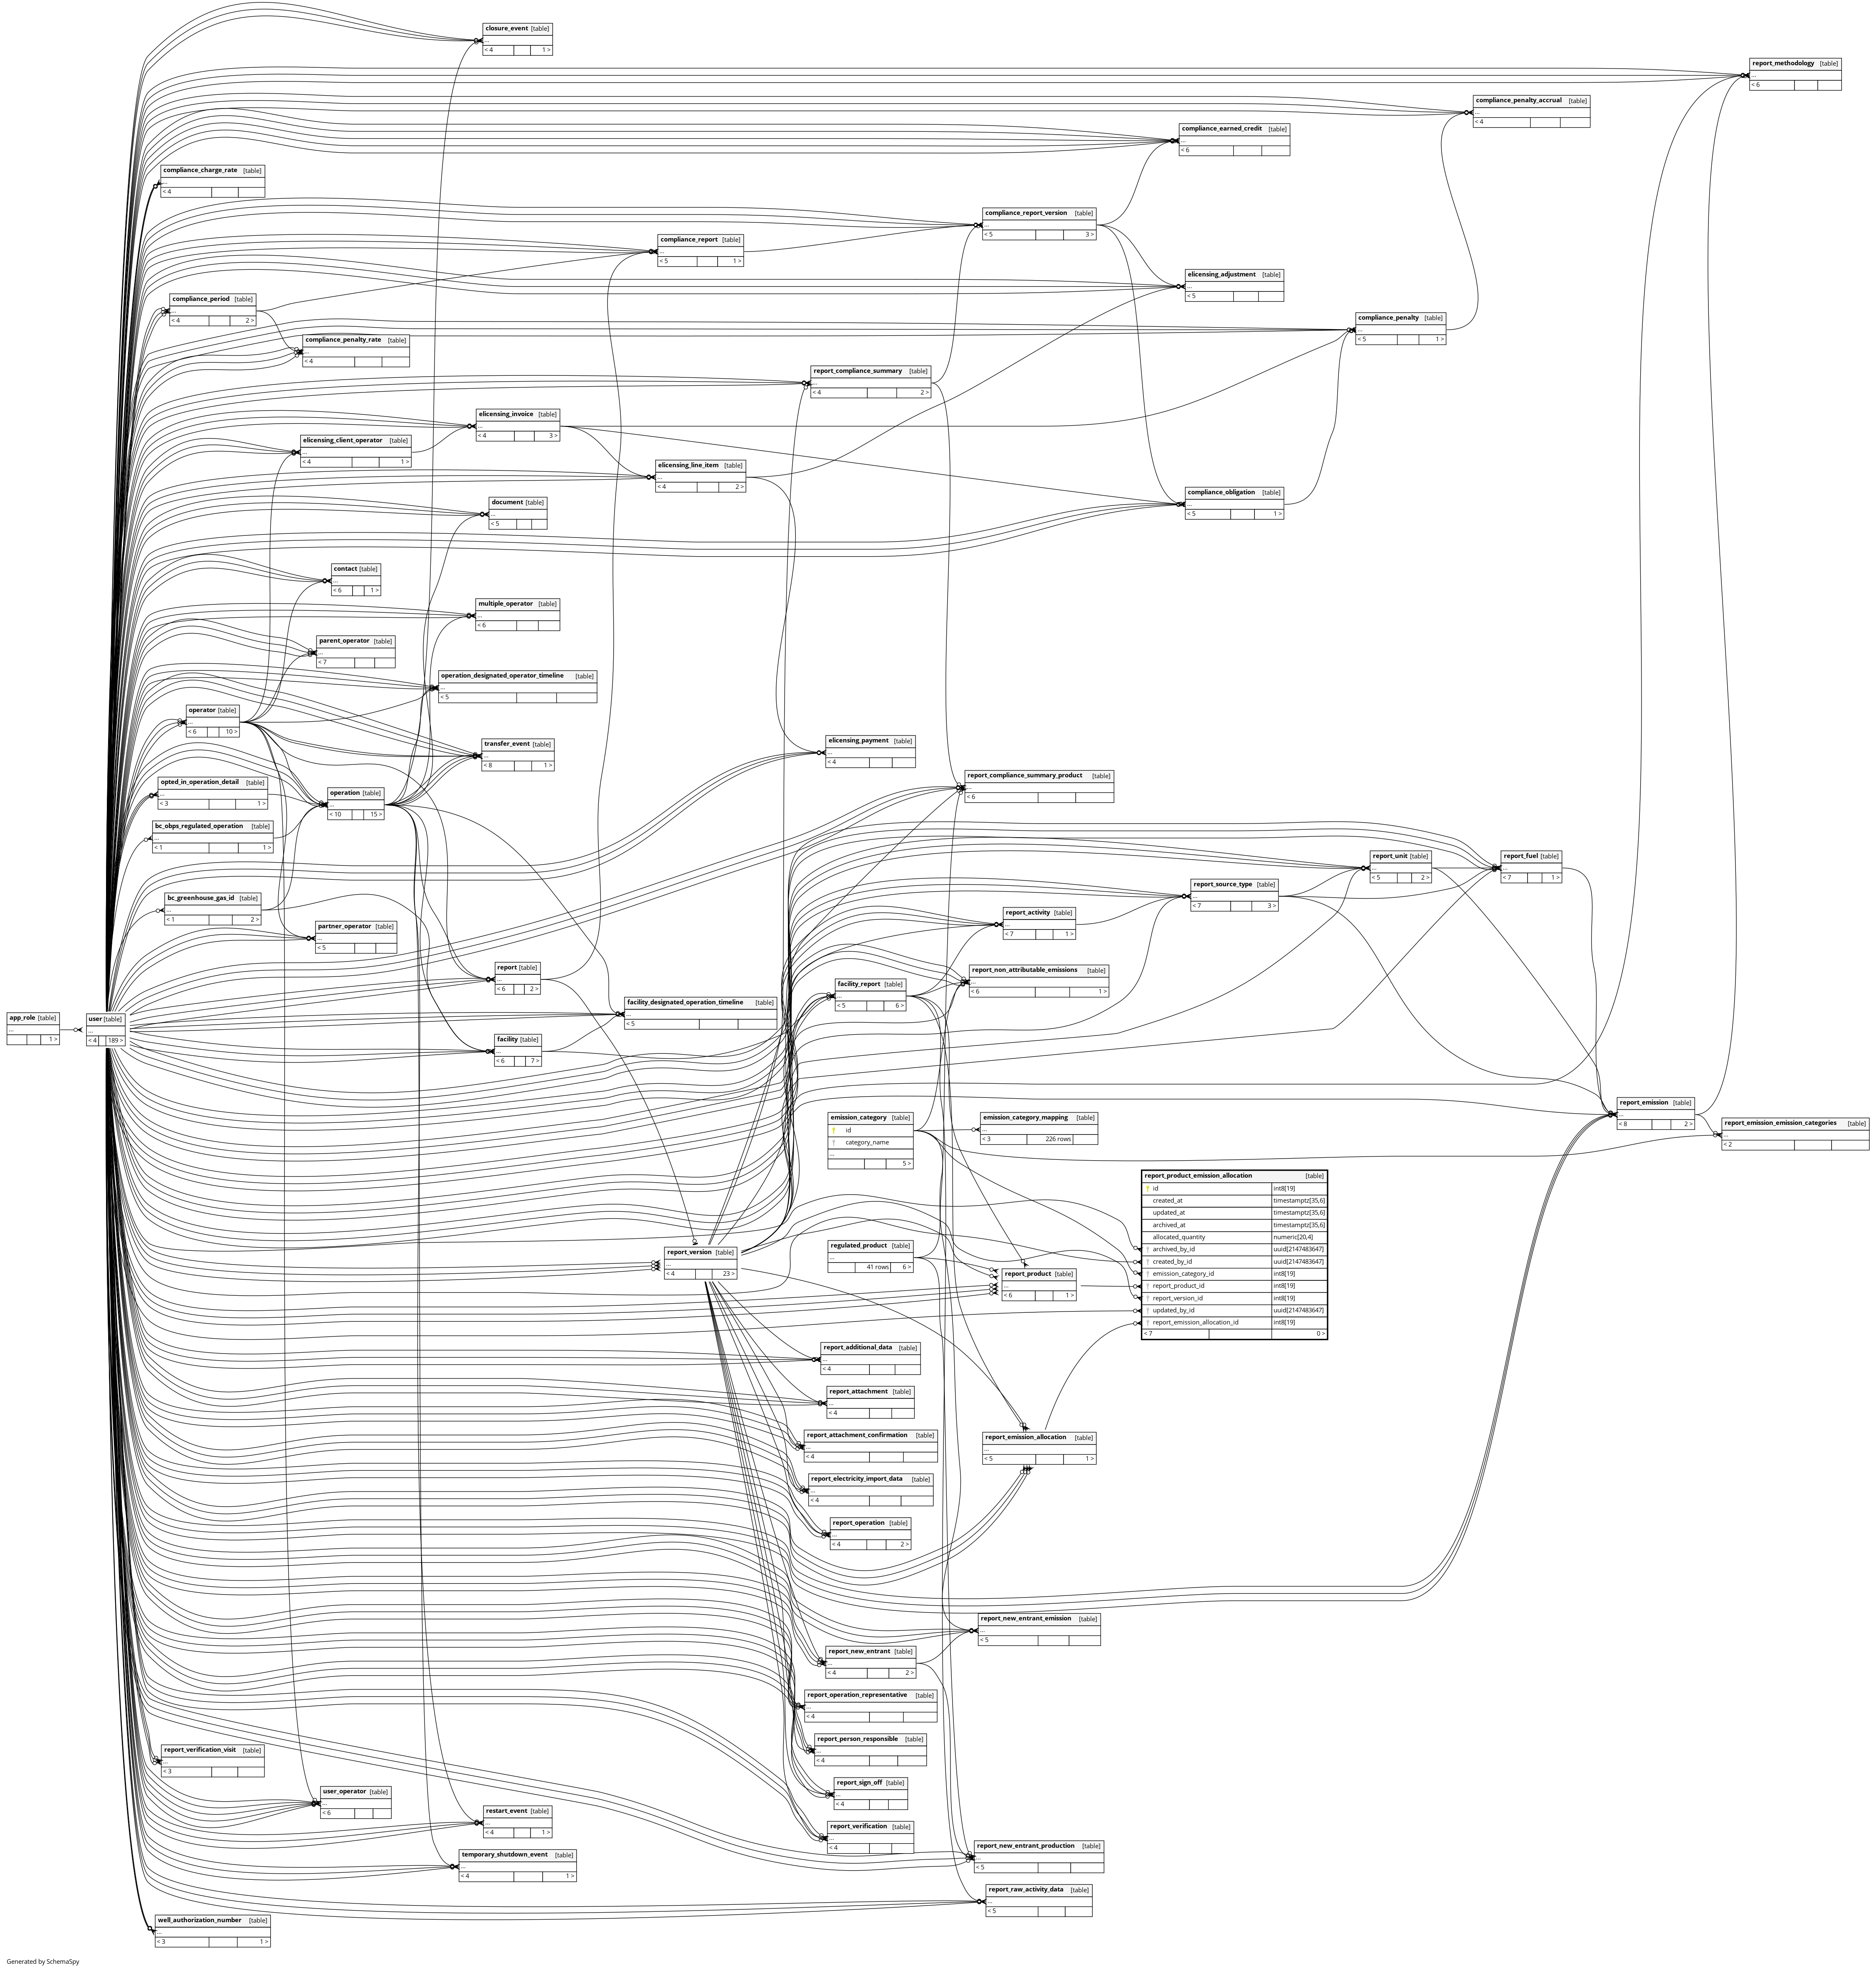 closure_event [table]
...
< 4 1 >
report_methodology [table]
...
< 6
compliance_penalty_accrual [table]
...
< 4
compliance_earned_credit [table]
...
< 6
compliance_charge_rate [table]
...
< 4
compliance_report_version [table]
...
< 5 3 >
compliance_report [table]
...
< 5 1 >
elicensing_adjustment [table]
...
< 5
compliance_period [table]
...
< 4 2 >
compliance_penalty [table]
...
< 5 1 >
compliance_penalty_rate [table]
...
< 4
report_compliance_summary [table]
...
< 4 2 >
elicensing_invoice [table]
...
< 4 3 >
elicensing_client_operator [table]
...
< 4 1 >
elicensing_line_item [table]
...
< 4 2 >
compliance_obligation [table]
...
< 5 1 >
document [table]
...
< 5
contact [table]
...
< 6 1 >
multiple_operator [table]
...
< 6
parent_operator [table]
...
< 7
operation_designated_operator_timeline [table]
...
< 5
operator [table]
...
< 6 10 >
transfer_event [table]
...
< 8 1 >
elicensing_payment [table]
...
< 4
report_compliance_summary_product [table]
...
< 6
opted_in_operation_detail [table]
...
< 3 1 >
operation [table]
...
< 10 15 >
bc_obps_regulated_operation [table]
...
< 1 1 >
report_unit [table]
...
< 5 2 >
report_fuel [table]
...
< 7 1 >
report_source_type [table]
...
< 7 3 >
bc_greenhouse_gas_id [table]
...
< 1 2 >
report_activity [table]
...
< 7 1 >
partner_operator [table]
...
< 5
report [table]
...
< 6 2 >
report_non_attributable_emissions [table]
...
< 6 1 >
facility_report [table]
...
< 5 6 >
facility_designated_operation_timeline [table]
...
< 5
app_role [table]
...
1 >
user [table]
...
< 4 189 >
facility [table]
...
< 6 7 >
report_emission [table]
...
< 8 2 >
emission_category [table]
id
category_name
...
5 >
emission_category_mapping [table]
...
< 3 226 rows
report_emission_emission_categories [table]
...
< 2
report_product_emission_allocation [table]
id int8[19]
created_at timestamptz[35,6]
updated_at timestamptz[35,6]
archived_at timestamptz[35,6]
allocated_quantity numeric[20,4]
archived_by_id uuid[2147483647]
created_by_id uuid[2147483647]
emission_category_id int8[19]
report_product_id int8[19]
report_version_id int8[19]
updated_by_id uuid[2147483647]
report_emission_allocation_id int8[19]
< 7 0 >
regulated_product [table]
...
41 rows 6 >
report_version [table]
...
< 4 23 >
report_product [table]
...
< 6 1 >
report_additional_data [table]
...
< 4
report_attachment [table]
...
< 4
report_attachment_confirmation [table]
...
< 4
report_emission_allocation [table]
...
< 5 1 >
report_electricity_import_data [table]
...
< 4
report_operation [table]
...
< 4 2 >
report_new_entrant_emission [table]
...
< 5
report_new_entrant [table]
...
< 4 2 >
report_operation_representative [table]
...
< 4
report_person_responsible [table]
...
< 4
report_verification_visit [table]
...
< 3
report_sign_off [table]
...
< 4
user_operator [table]
...
< 6
restart_event [table]
...
< 4 1 >
report_verification [table]
...
< 4
report_new_entrant_production [table]
...
< 5
temporary_shutdown_event [table]
...
< 4 1 >
report_raw_activity_data [table]
...
< 5
well_authorization_number [table]
...
< 3 1 >
Generated by SchemaSpy